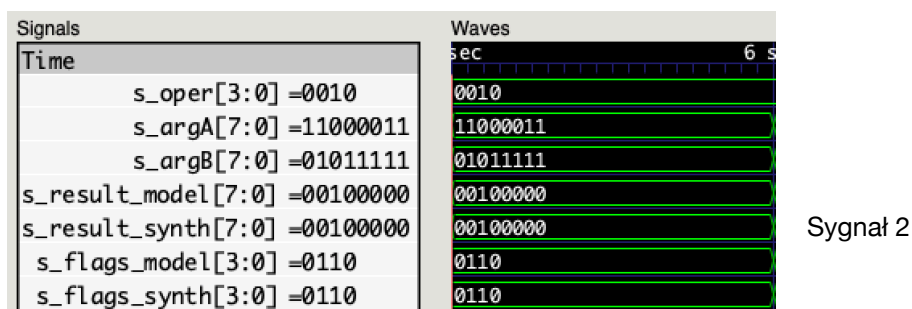 Signals Waves
Time sec 6 s
s_oper[3:0] =0010 0010
s_argA[7:0] =11000011 11000011
s_argB[7:0] =01011111 01011111
s_result_model[7:0] =00100000 00100000
s_result_synth[7:0] =00100000 00100000 Sygnał 2
s_flags_model[3:0] =0110 0110
s_flags_synth[3:0] =0110 0110